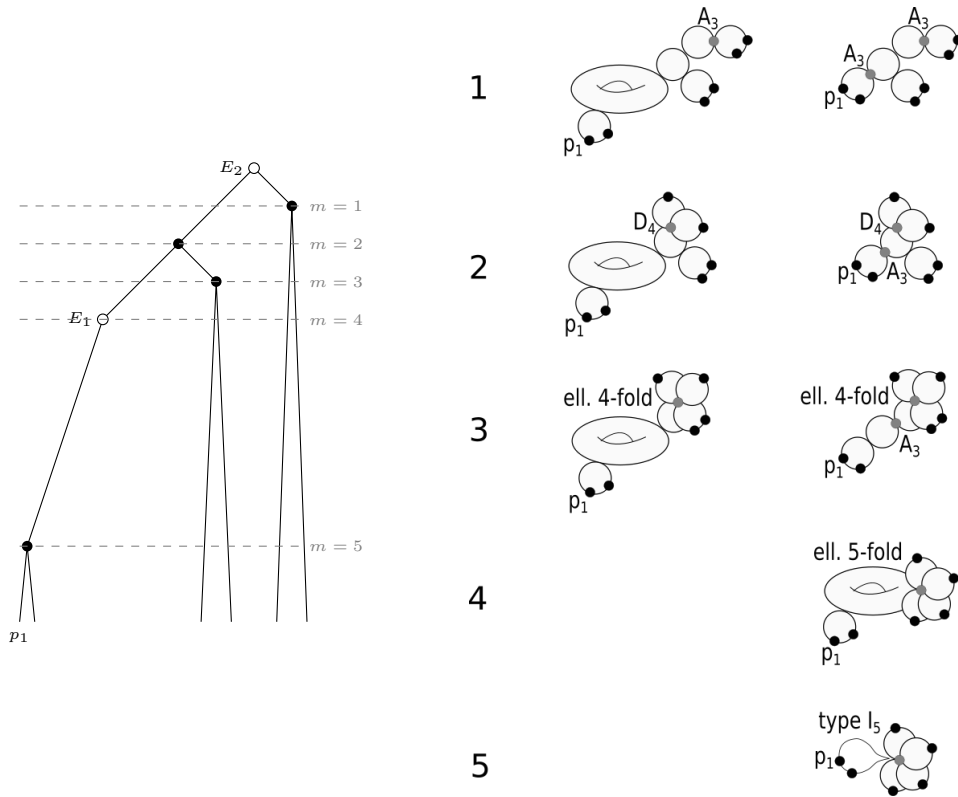 E₂
m = 1
m = 2
m = 3
E₁
m = 4
m = 5
p₁
1
A₃
p₁
A₃
A₃
p₁
2
D₄
p₁
D₄
p₁
A₃
3
ell. 4-fold
p₁
ell. 4-fold
A₃
p₁
4
ell. 5-fold
p₁
5
type I₅
p₁